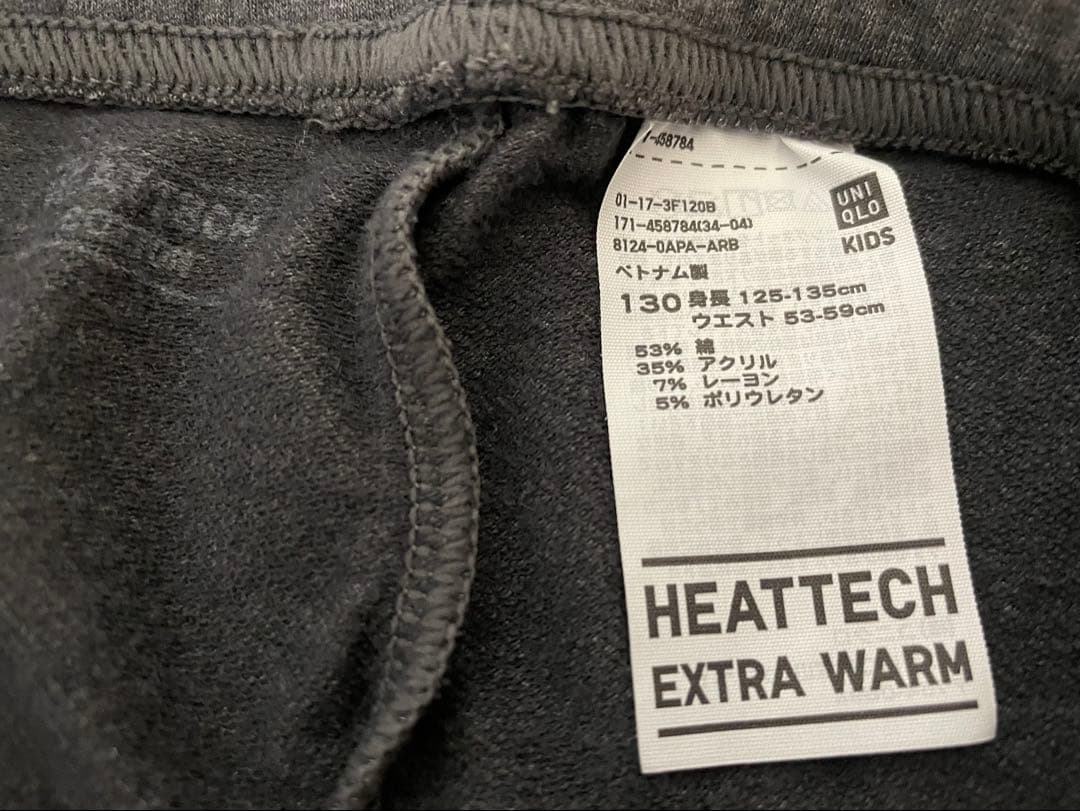 1-458784
01-17-3F120B
171-458784(34-04)
8124-0APA-ARB
UNI
QLO
KIDS
ベトナム製
130 身長 125-135cm
ウエスト 53-59cm
53% 綿
35% アクリル
7% レーヨン
5% ポリウレタン
HEATTECH
EXTRA WARM